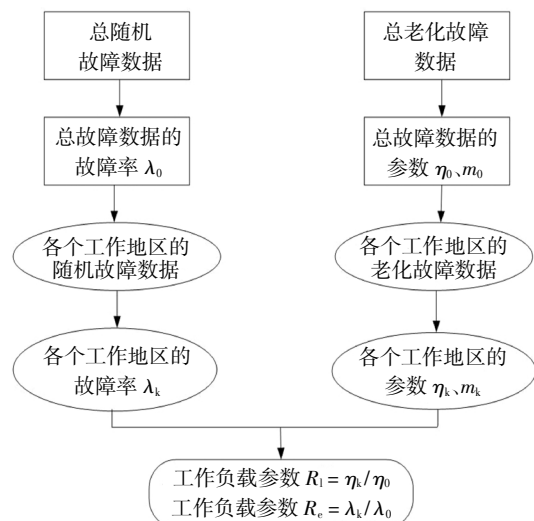 总随机
故障数据
总故障数据的
故障率 λ₀
各个工作地区的
随机故障数据
各个工作地区的
故障率 λₖ
总老化故障
数据
总故障数据的
参数 η₀、m₀
各个工作地区的
老化故障数据
各个工作地区的
参数 ηₖ、mₖ
工作负载参数 Rₗ = ηₖ/η₀
工作负载参数 Rₑ = λₖ/λ₀